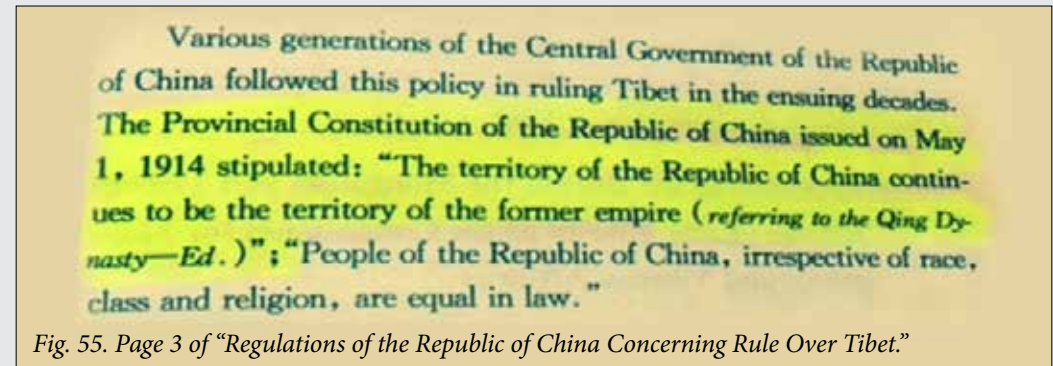 Various generations of the Central Government of the Republic
of China followed this policy in ruling Tibet in the ensuing decades.
The Provincial Constitution of the Republic of China issued on May
1, 1914 stipulated: “The territory of the Republic of China contin-
ues to be the territory of the former empire (referring to the Qing Dy-
nasty—Ed.)”;“People of the Republic of China, irrespective of race,
class and religion, are equal in law.”
Fig. 55. Page 3 of “Regulations of the Republic of China Concerning Rule Over Tibet.”